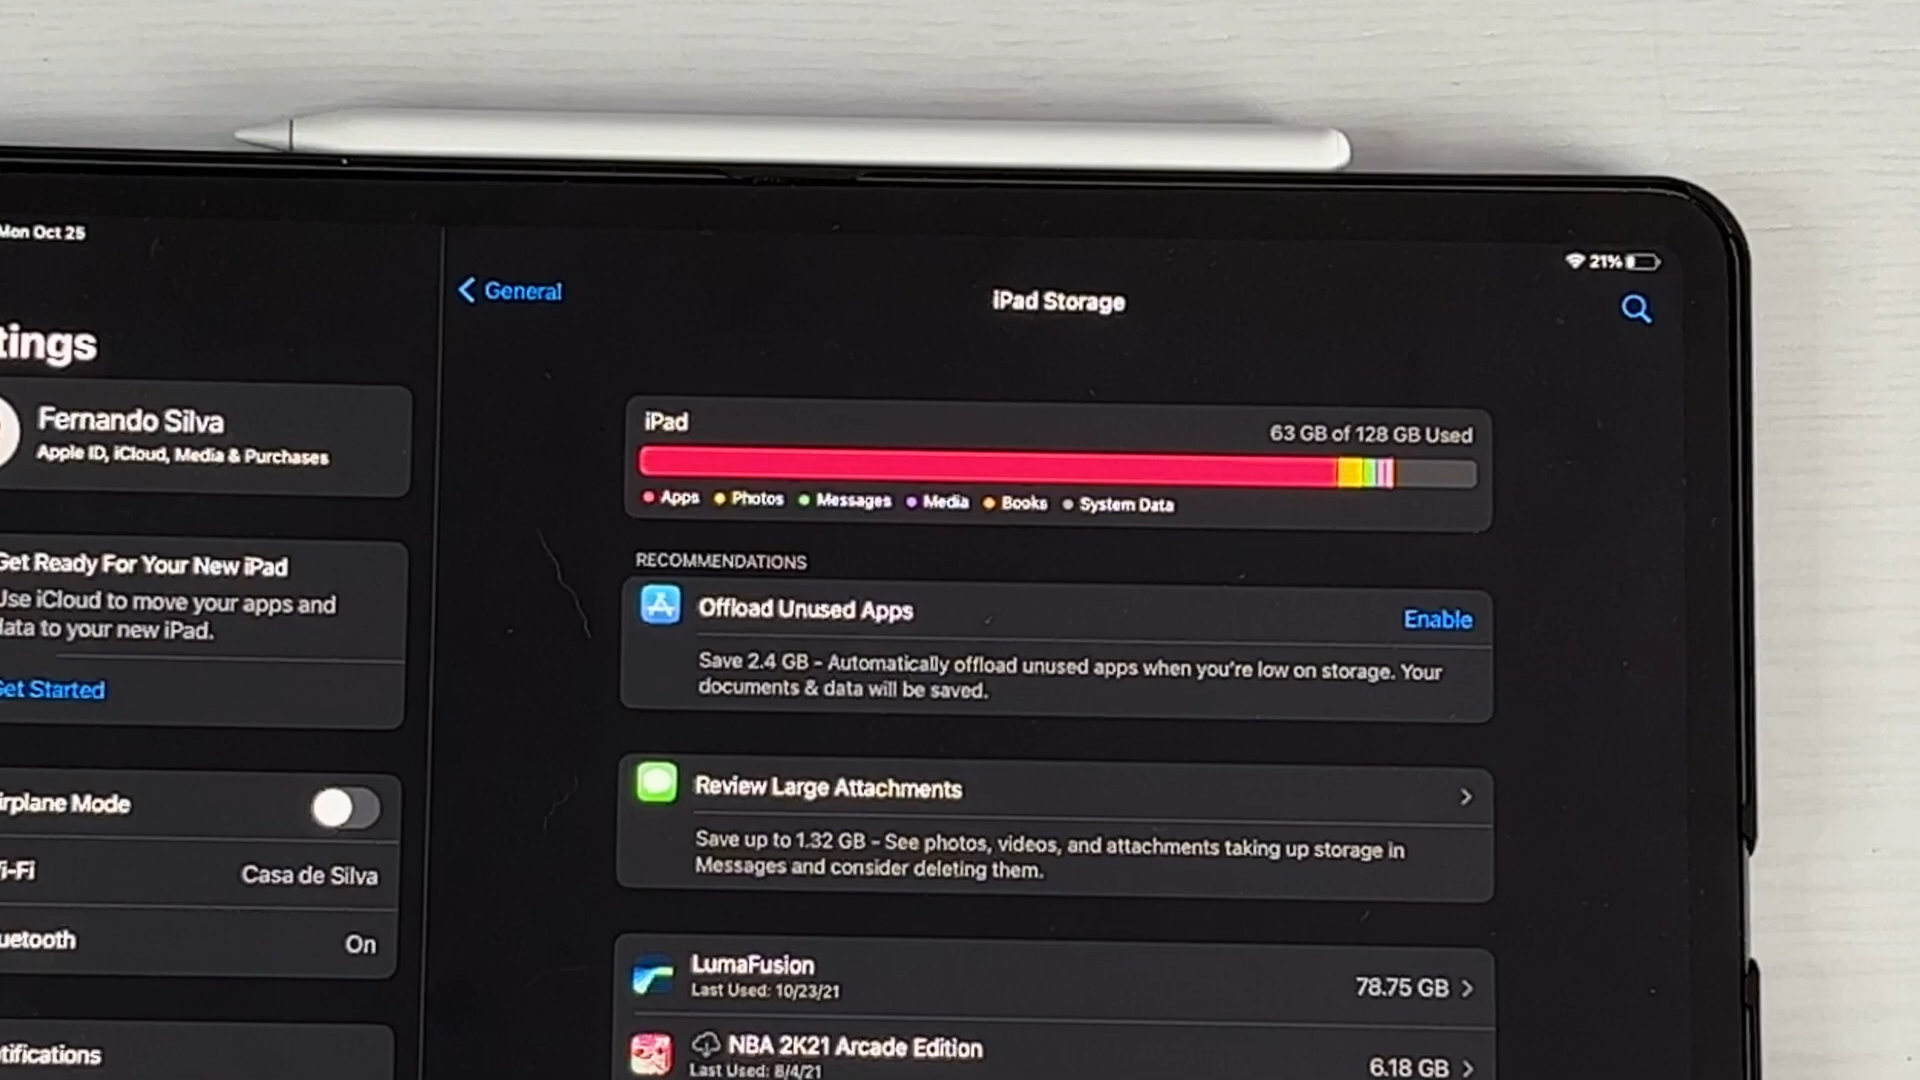 Mon Oct 25
21%
tings
Fernando Silva
Apple ID, iCloud, Media & Purchases
Get Ready For Your New iPad
Use iCloud to move your apps and
data to your new iPad.
Get Started
irplane Mode
i-Fi
Casa de Silva
uetooth
On
tifications
General
iPad Storage
iPad
63 GB of 128 GB Used
Apps
Photos
Messages
Media
Books
System Data
RECOMMENDATIONS
Offload Unused Apps
Enable
Save 2.4 GB – Automatically offload unused apps when you're low on storage. Your
documents & data will be saved.
Review Large Attachments
Save up to 1.32 GB – See photos, videos, and attachments taking up storage in
Messages and consider deleting them.
LumaFusion
Last Used: 10/23/21
78.75 GB
NBA 2K21 Arcade Edition
Last Used: 8/4/21
6.18 GB